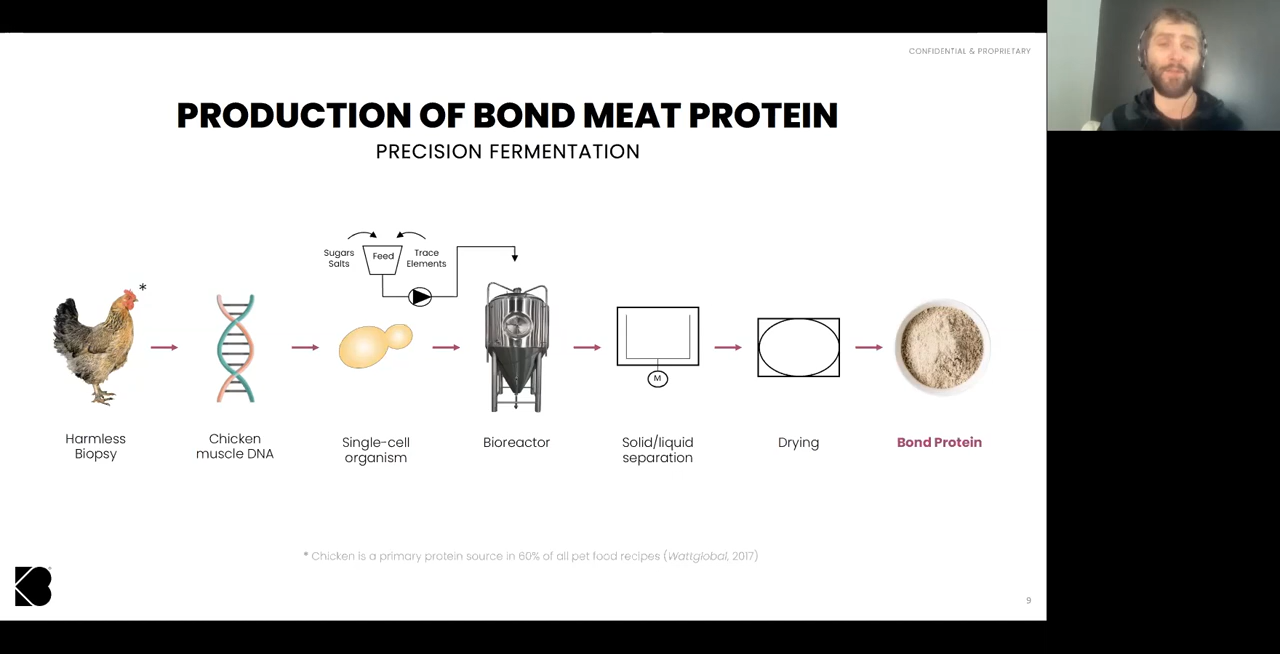 CONFIDENTIAL & PROPRIETARY
PRODUCTION OF BOND MEAT PROTEIN
PRECISION FERMENTATION
Sugars
Salts
Feed
Trace
Elements
*
M
Harmless
Biopsy
Chicken
muscle DNA
Single-cell
organism
Bioreactor
Solid/liquid
separation
Drying
Bond Protein
* Chicken is a primary protein source in 60% of all pet food recipes (Wattglobal, 2017)
9